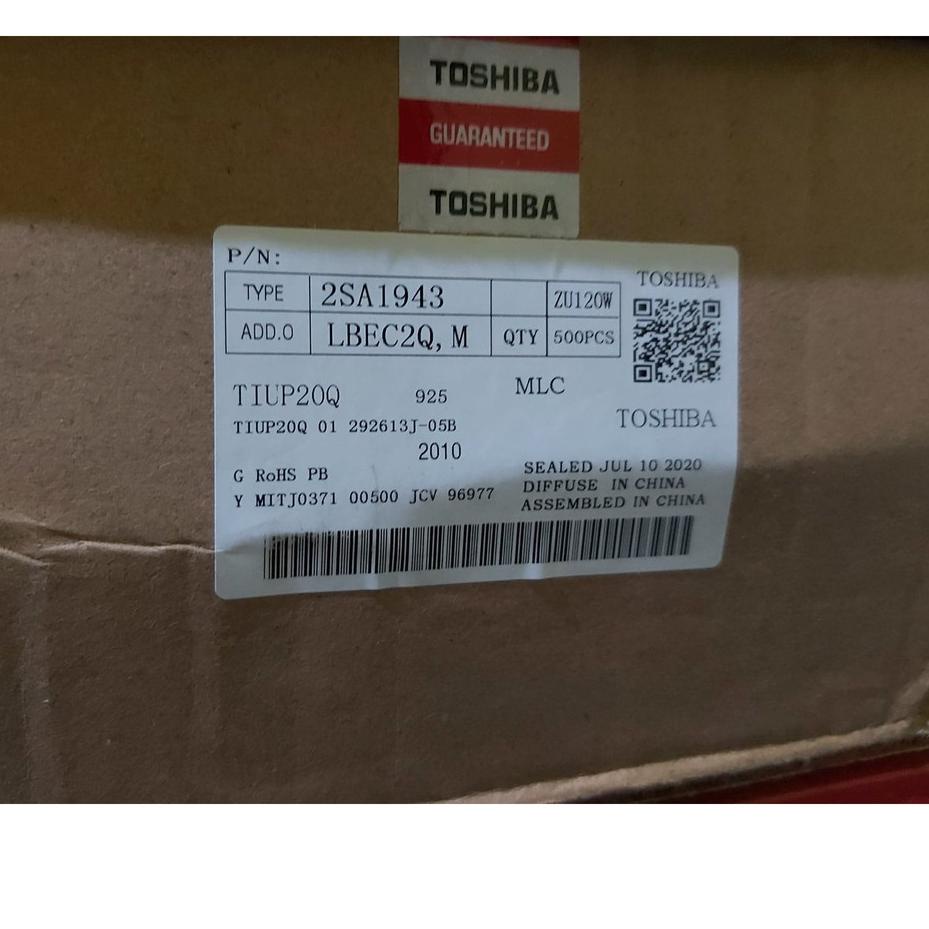 TOSHIBA
GUARANTEED
TOSHIBA
P/N:
TYPE 2SA1943 ZU120W
ADD.O LBEC2Q, M QTY 500PCS
TOSHIBA
TIUP20Q 925 MLC
TIUP20Q 01 292613J-05B
TOSHIBA
2010
G RoHS PB
Y MITJ0371 00500 JCV 96977
SEALED JUL 10 2020
DIFFUSE IN CHINA
ASSEMBLED IN CHINA